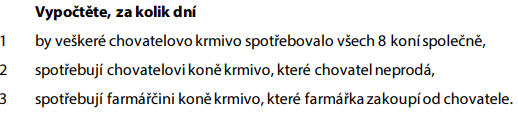 Vypočtěte, za kolik dní
1 by veškeré chovatelovo krmivo spotřebovalo všech 8 koní společně,
2 spotřebují chovatelovi koně krmivo, které chovatel neprodá,
3 spotřebují farmářčini koně krmivo, které farmářka zakoupí od chovatele.